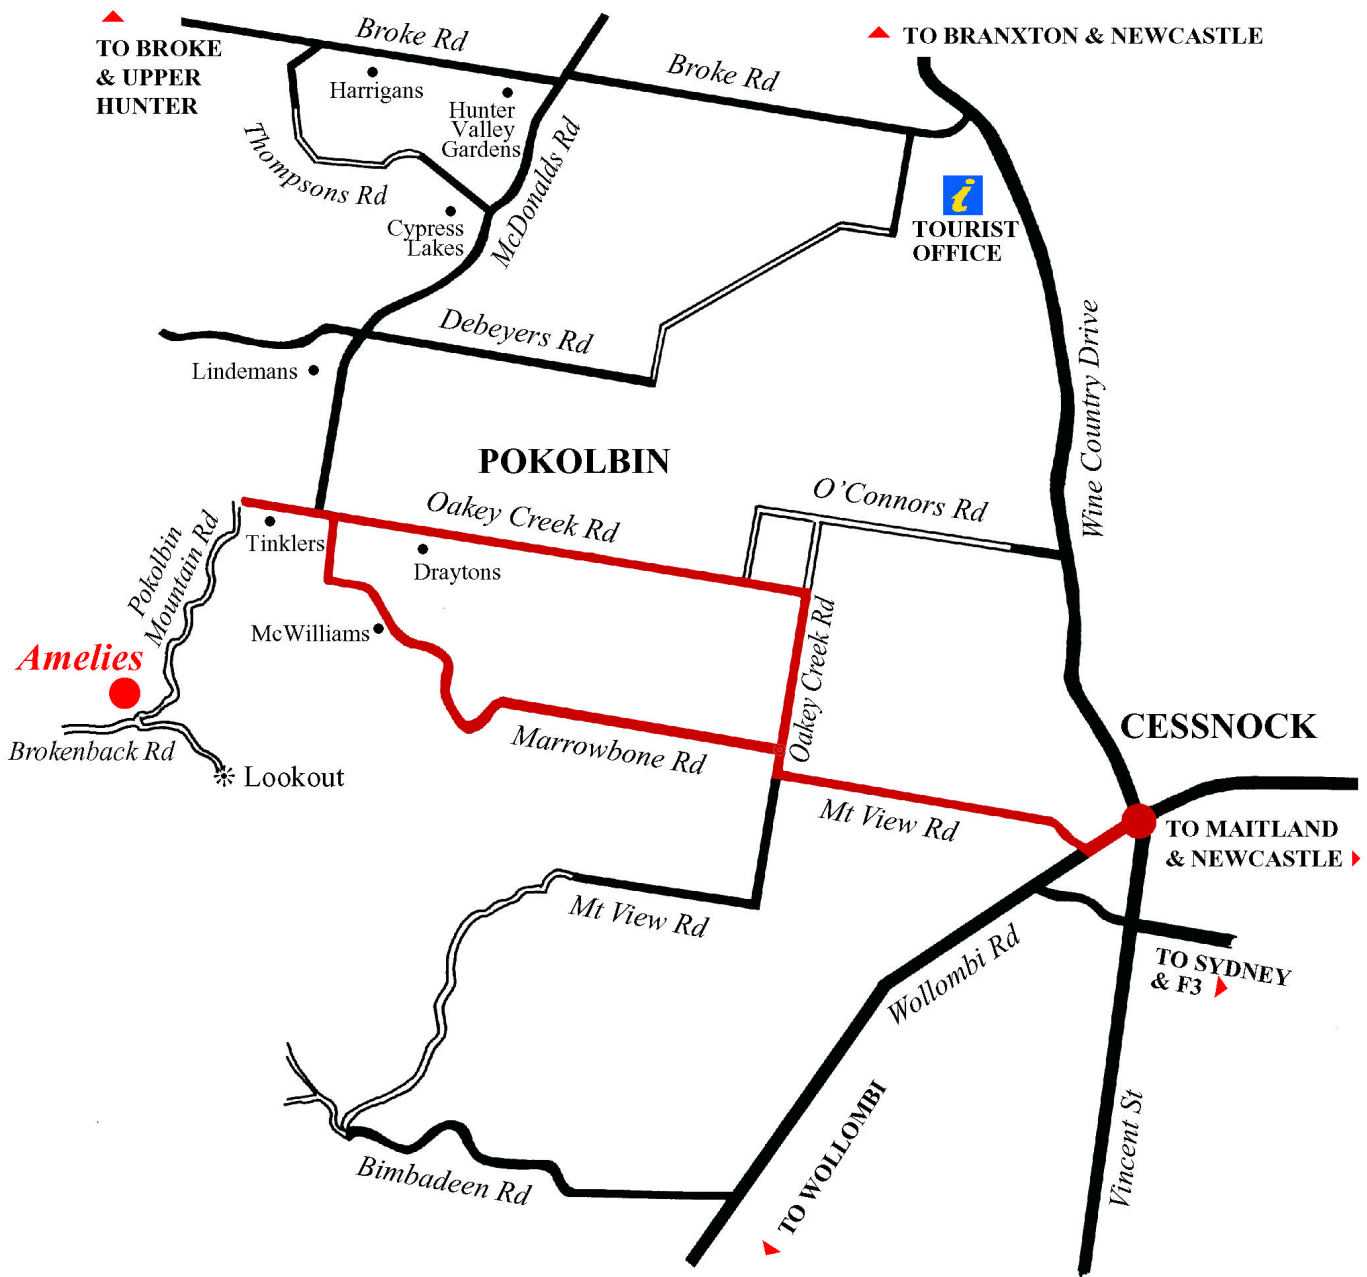 TO BROKE
& UPPER
HUNTER
Broke Rd
Broke Rd
TO BRANXTON & NEWCASTLE
Harrigans
Hunter
Valley
Gardens
Thompsons Rd
McDonalds Rd
Cypress
Lakes
i
TOURIST
OFFICE
Debeyers Rd
Lindemans
Wine Country Drive
POKOLBIN
Oakey Creek Rd
O'Connors Rd
Tinklers
Draytons
Pokolbin
Mountain Rd
McWilliams
Amelies
Oakey Creek Rd
Marrowbone Rd
Brokenback Rd
Lookout
CESSNOCK
Mt View Rd
TO MAITLAND
& NEWCASTLE
Mt View Rd
Wollombi Rd
TO SYDNEY
& F3
TO WOLLOMBI
Vincent St
Bimbadeen Rd